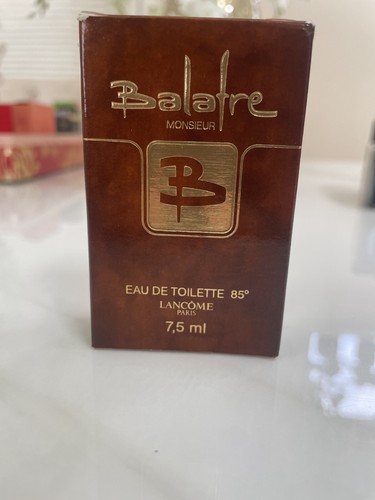 Balafre
MONSIEUR
B
EAU DE TOILETTE 85°
LANCÔME
PARIS
7,5 ml